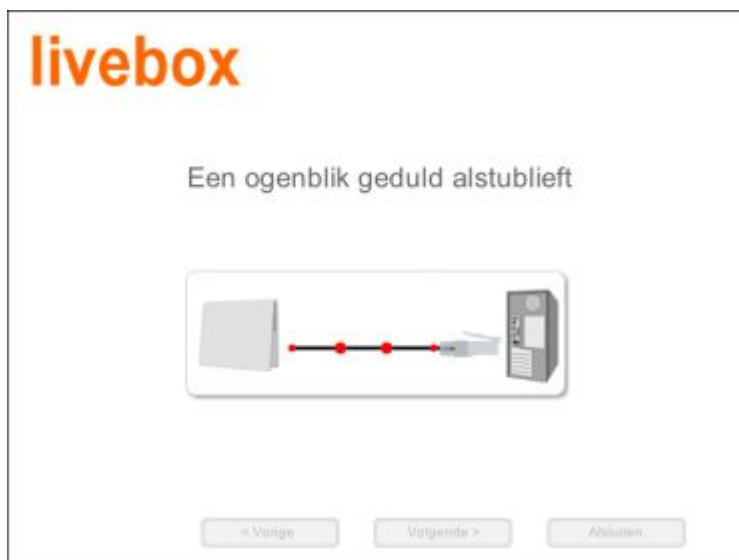 livebox
Een ogenblik geduld alstublieft
< Vorige
Volgende >
Afsluiten